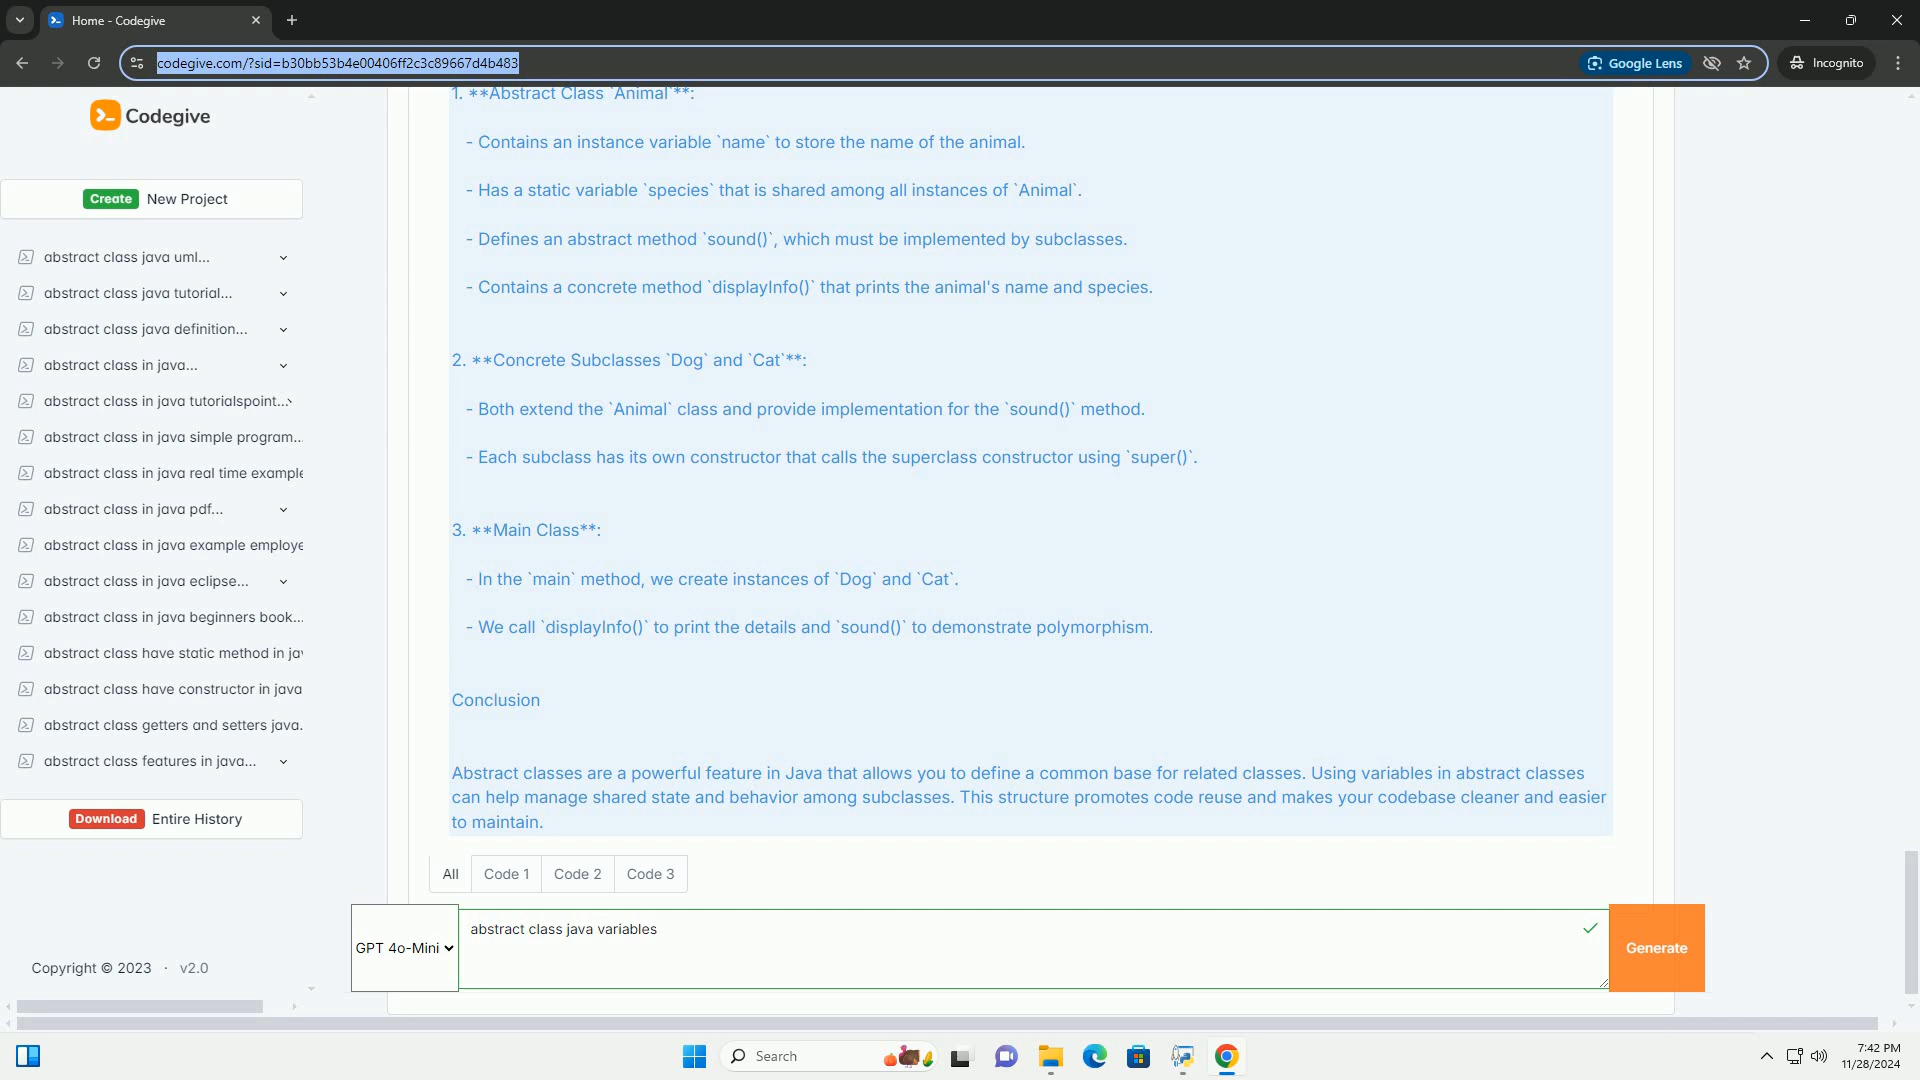 Home - Codegive
codegive.com/?sid=b30bb53b4e00406ff2c3c89667d4b483
Google Lens
Incognito
Codegive
Create New Project
abstract class java uml...
abstract class java tutorial...
abstract class java definition...
abstract class in java...
abstract class in java tutorialspoint...
abstract class in java simple program...
abstract class in java real time example
abstract class in java pdf...
abstract class in java example employe
abstract class in java eclipse...
abstract class in java beginners book...
abstract class have static method in jav
abstract class have constructor in java
abstract class getters and setters java.
abstract class features in java...
Download Entire History
Copyright © 2023 · v2.0
1. **Abstract Class `Animal`**:
- Contains an instance variable `name` to store the name of the animal.
- Has a static variable `species` that is shared among all instances of `Animal`.
- Defines an abstract method `sound()`, which must be implemented by subclasses.
- Contains a concrete method `displayInfo()` that prints the animal's name and species.
2. **Concrete Subclasses `Dog` and `Cat`**:
- Both extend the `Animal` class and provide implementation for the `sound()` method.
- Each subclass has its own constructor that calls the superclass constructor using `super()`.
3. **Main Class**:
- In the `main` method, we create instances of `Dog` and `Cat`.
- We call `displayInfo()` to print the details and `sound()` to demonstrate polymorphism.
Conclusion
Abstract classes are a powerful feature in Java that allows you to define a common base for related classes. Using variables in abstract classes
can help manage shared state and behavior among subclasses. This structure promotes code reuse and makes your codebase cleaner and easier
to maintain.
All Code 1 Code 2 Code 3
GPT 4o-Mini
abstract class java variables
Generate
Search
7:42 PM
11/28/2024